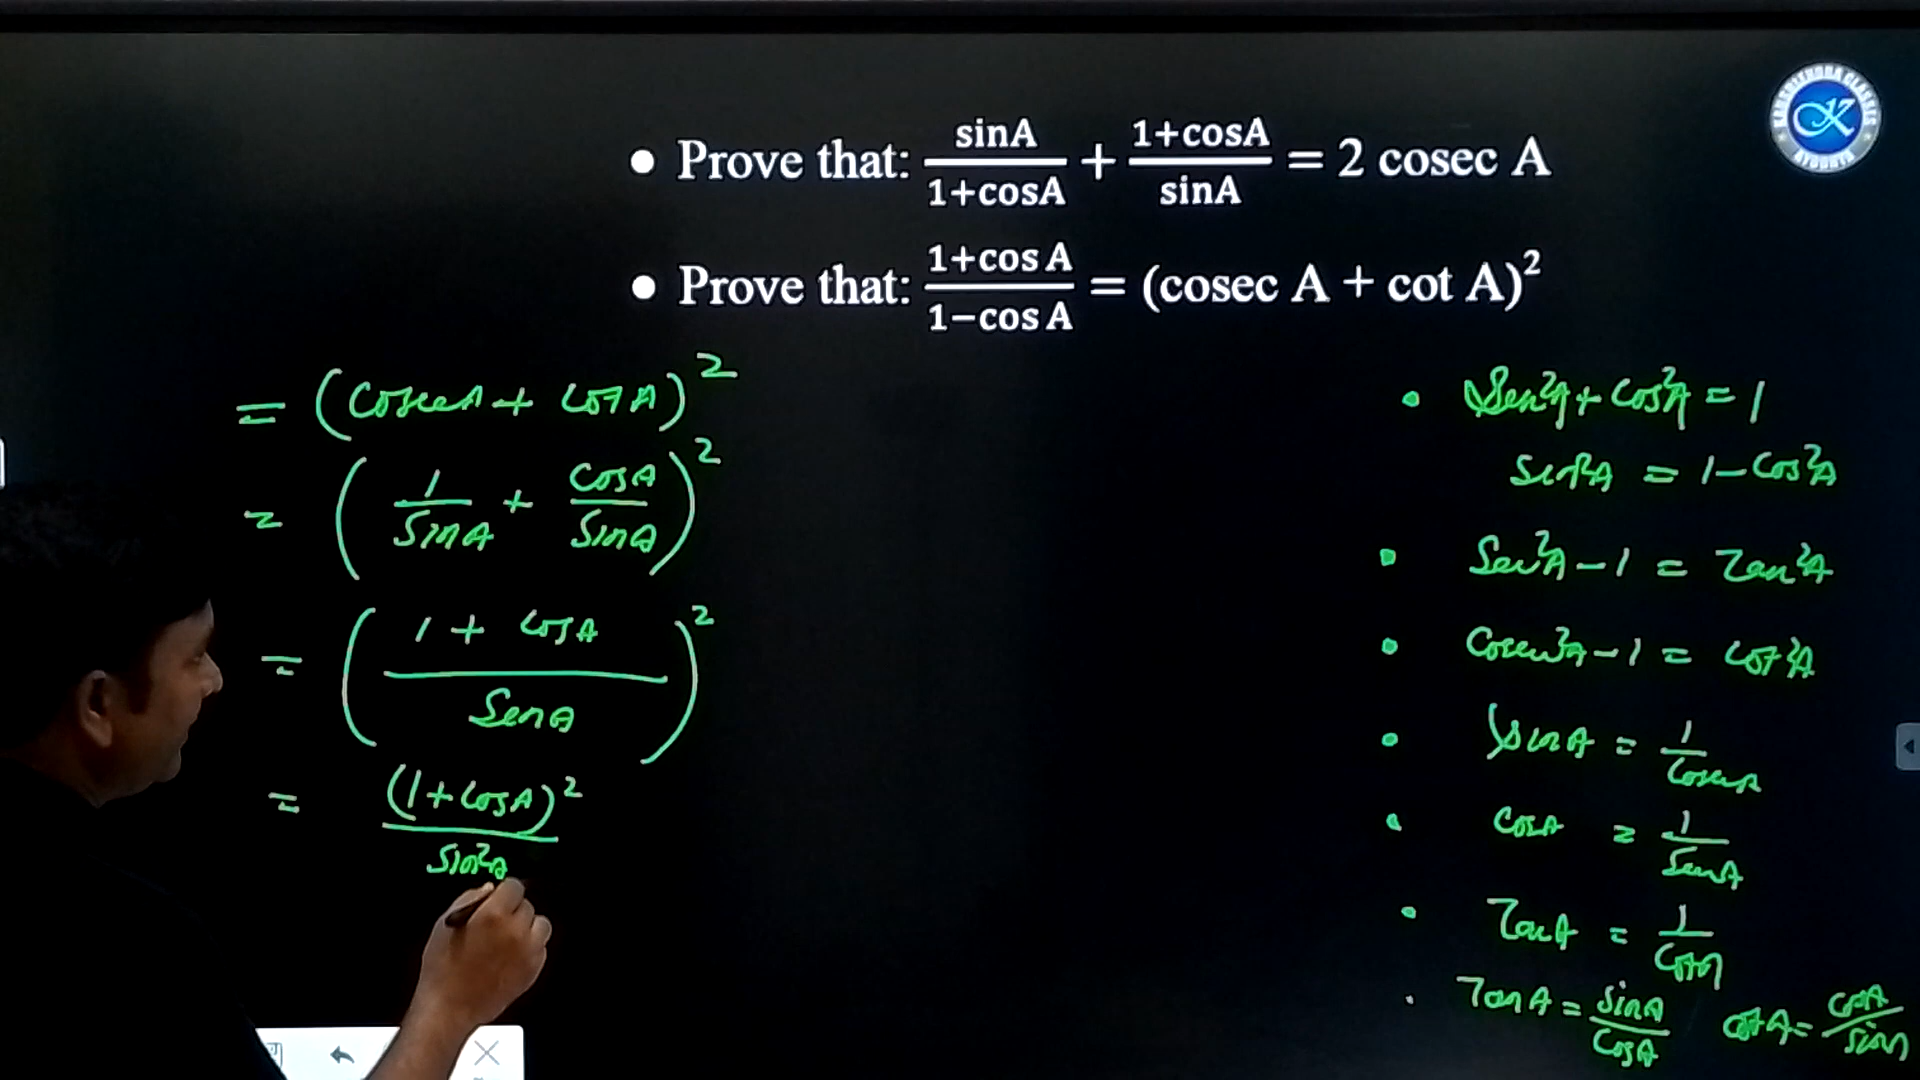 • Prove that: sinA/(1+cosA) + (1+cosA)/sinA = 2 cosec A
• Prove that: (1+cos A)/(1−cos A) = (cosec A + cot A)²
= (cosecA + cotA)²
= (1/SinA + CosA/SinA)²
= ((1 + cosA)/SinA)²
= (1+cosA)²/sin²A
• Sin²A + Cos²A = 1
Sin²A = 1 − Cos²A
• Sec²A − 1 = Tan²A
• Cosec²A − 1 = Cot²A
• SinA = 1/CosecA
• CosA = 1/SecA
• TanA = 1/CotA
• TanA = SinA/CosA cotA = CosA/Sin
K